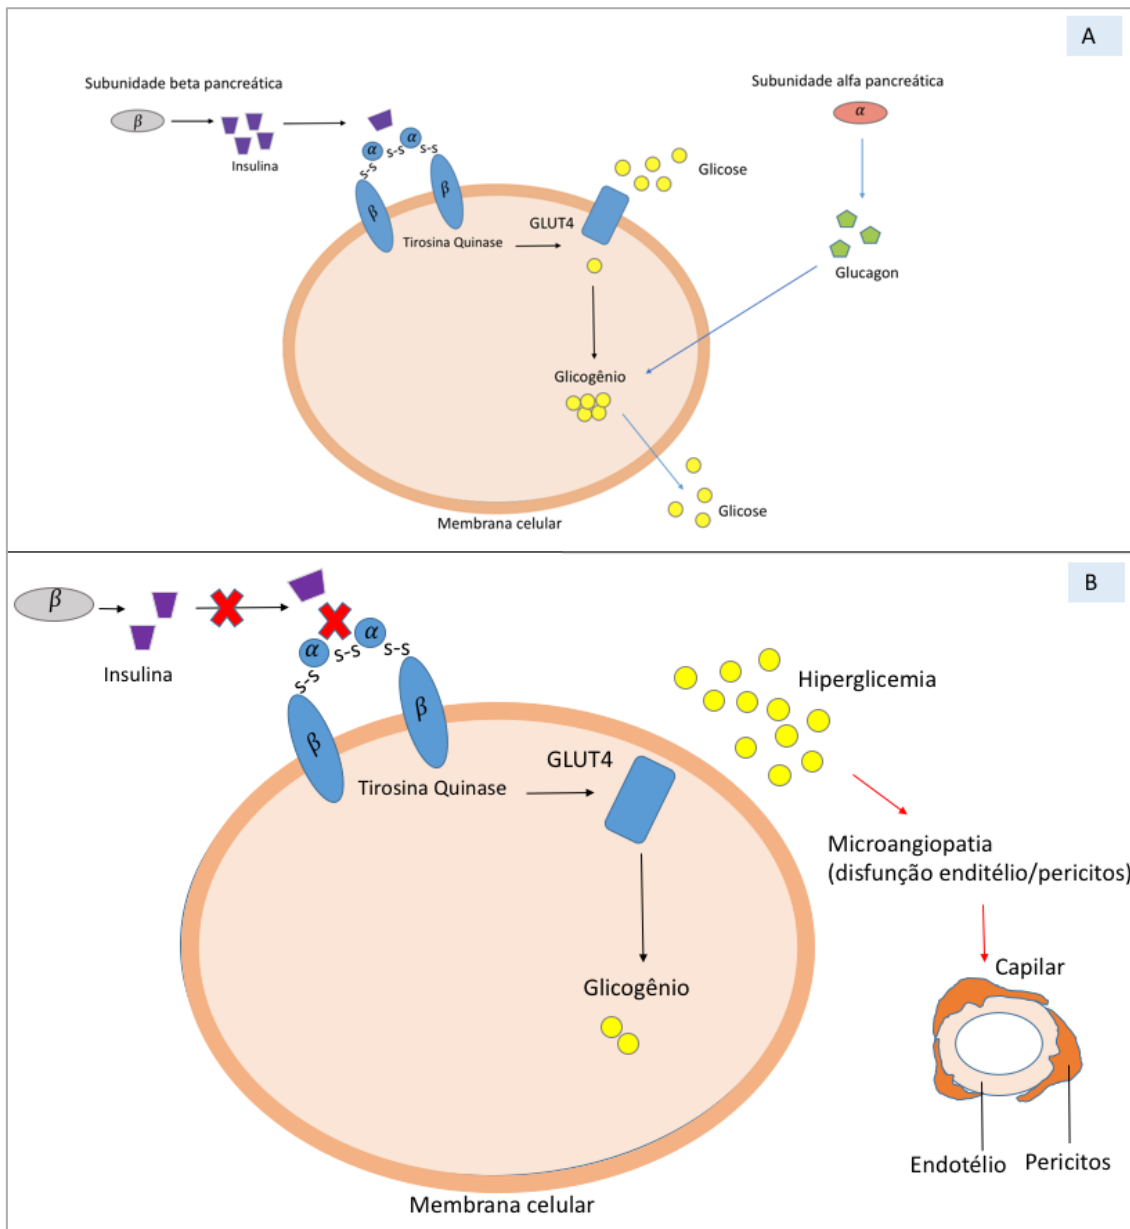 A
Subunidade beta pancreática
β
Insulina
α
α
s-s
s-s
s-s
β
β
Tirosina Quinase
GLUT4
Glicose
Subunidade alfa pancreática
α
Glucagon
Glicogênio
Glicose
Membrana celular
B
β
Insulina
α
α
s-s
s-s
s-s
β
β
Tirosina Quinase
GLUT4
Hiperglicemia
Microangiopatia
(disfunção enditélio/pericitos)
Glicogênio
Capilar
Endotélio
Pericitos
Membrana celular